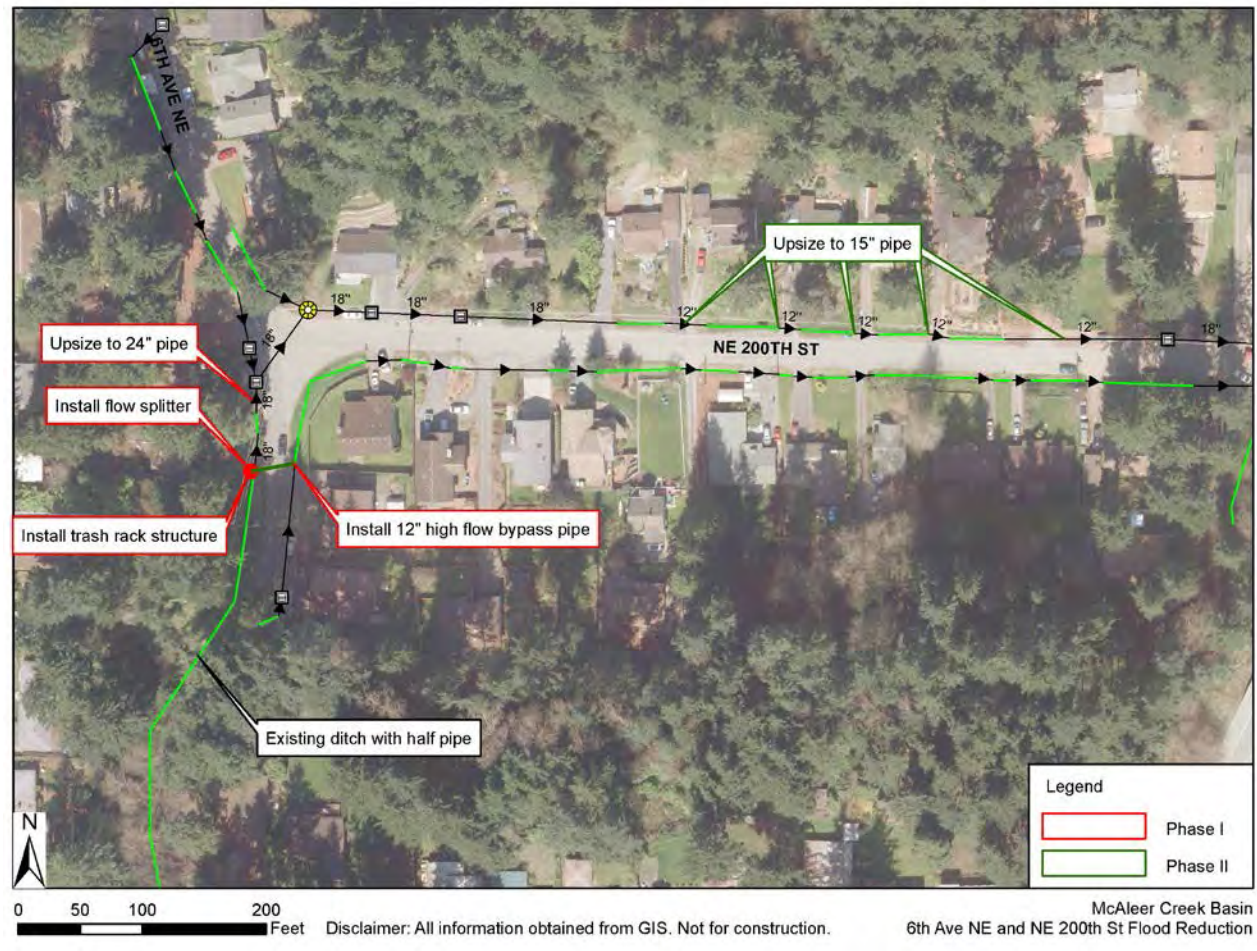 6TH AVE NE
18"
18"
18"
12"
12"
12"
12"
18"
Upsize to 15" pipe
NE 200TH ST
18"
Upsize to 24" pipe
18"
Install flow splitter
18"
Install trash rack structure
Install 12" high flow bypass pipe
Existing ditch with half pipe
Legend
Phase I
Phase II
N
0 50 100 200
Feet
Disclaimer: All information obtained from GIS. Not for construction.
McAleer Creek Basin
6th Ave NE and NE 200th St Flood Reduction